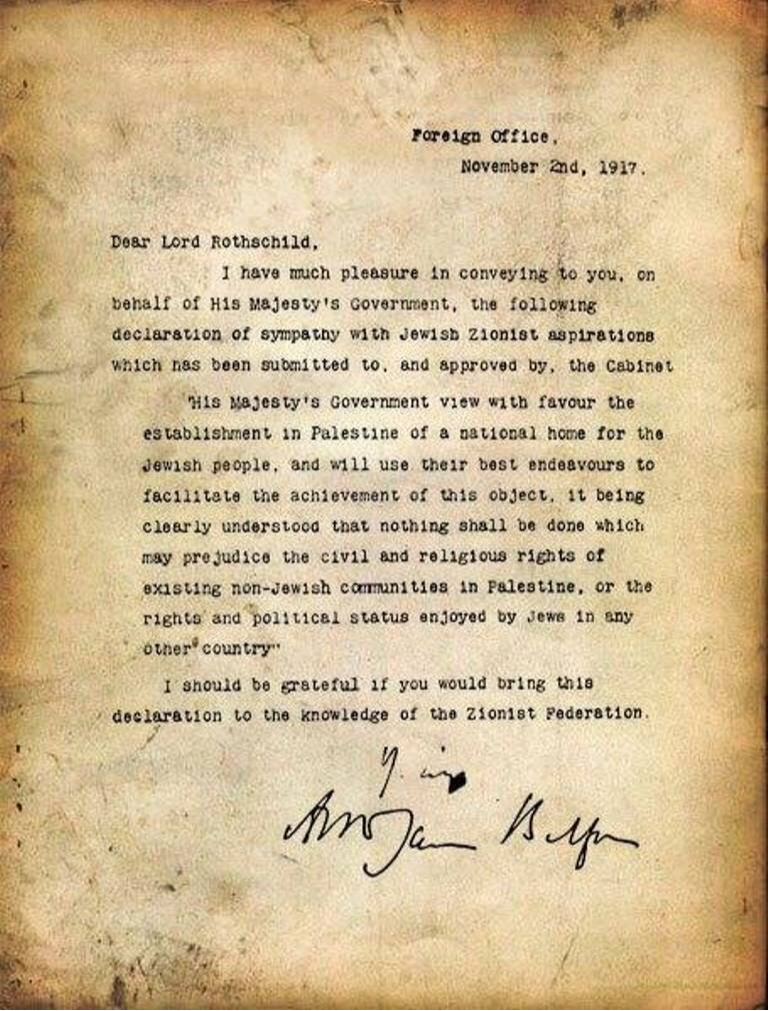 Foreign Office,
November 2nd, 1917.
Dear Lord Rothschild,
I have much pleasure in conveying to you, on
behalf of His Majesty's Government, the following
declaration of sympathy with Jewish Zionist aspirations
which has been submitted to, and approved by, the Cabinet
"His Majesty's Government view with favour the
establishment in Palestine of a national home for the
Jewish people, and will use their best endeavours to
facilitate the achievement of this object, it being
clearly understood that nothing shall be done which
may prejudice the civil and religious rights of
existing non-Jewish communities in Palestine, or the
rights and political status enjoyed by Jews in any
other country"
I should be grateful if you would bring this
declaration to the knowledge of the Zionist Federation.
Arthur James Balfour